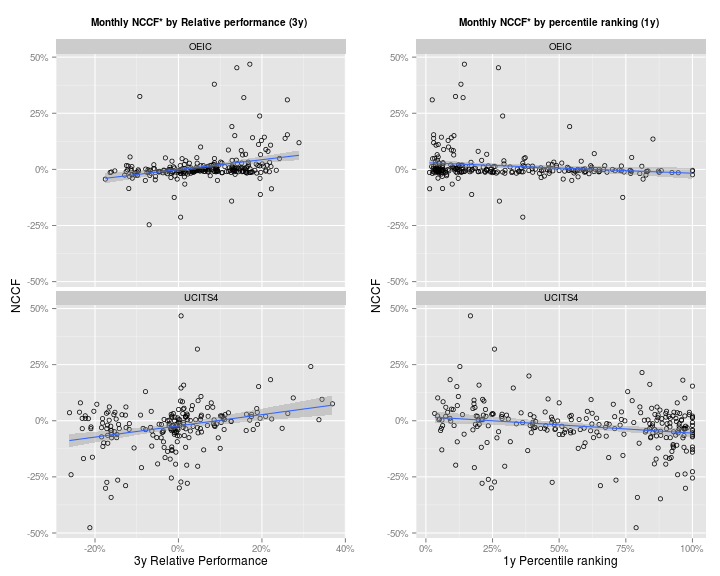 Monthly NCCF* by Relative performance (3y)
OEIC
50%
25%
0%
-25%
-50%
UCITS4
50%
25%
0%
-25%
-50%
NCCF
-20% 0% 20% 40%
3y Relative Performance
Monthly NCCF* by percentile ranking (1y)
OEIC
50%
25%
0%
-25%
-50%
UCITS4
50%
25%
0%
-25%
-50%
NCCF
0% 25% 50% 75% 100%
1y Percentile ranking